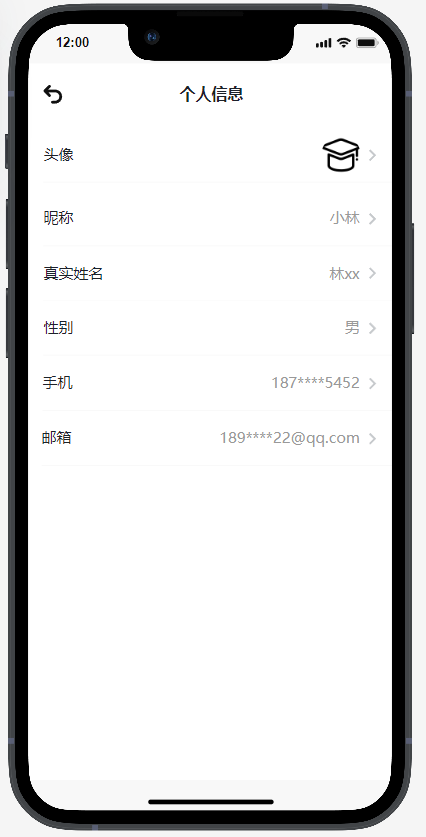 12:00
个人信息
头像
昵称 小林
真实姓名 林xx
性别 男
手机 187****5452
邮箱 189****22@qq.com